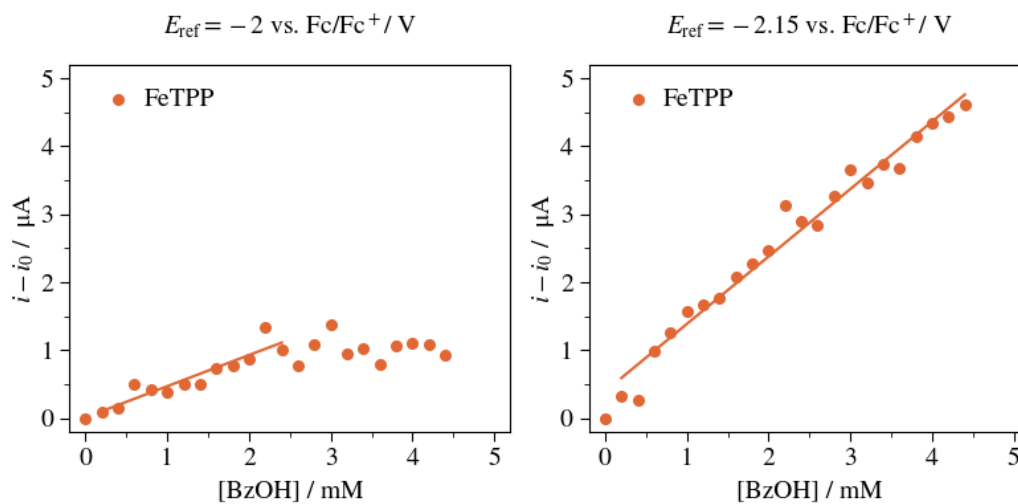 E_ref = −2 vs. Fc/Fc⁺/ V
5
4
3
2
1
0
i − i₀ / μA
FeTPP
0 1 2 3 4 5
[BzOH] / mM
E_ref = −2.15 vs. Fc/Fc⁺/ V
5
4
3
2
1
0
i − i₀ / μA
FeTPP
0 1 2 3 4 5
[BzOH] / mM